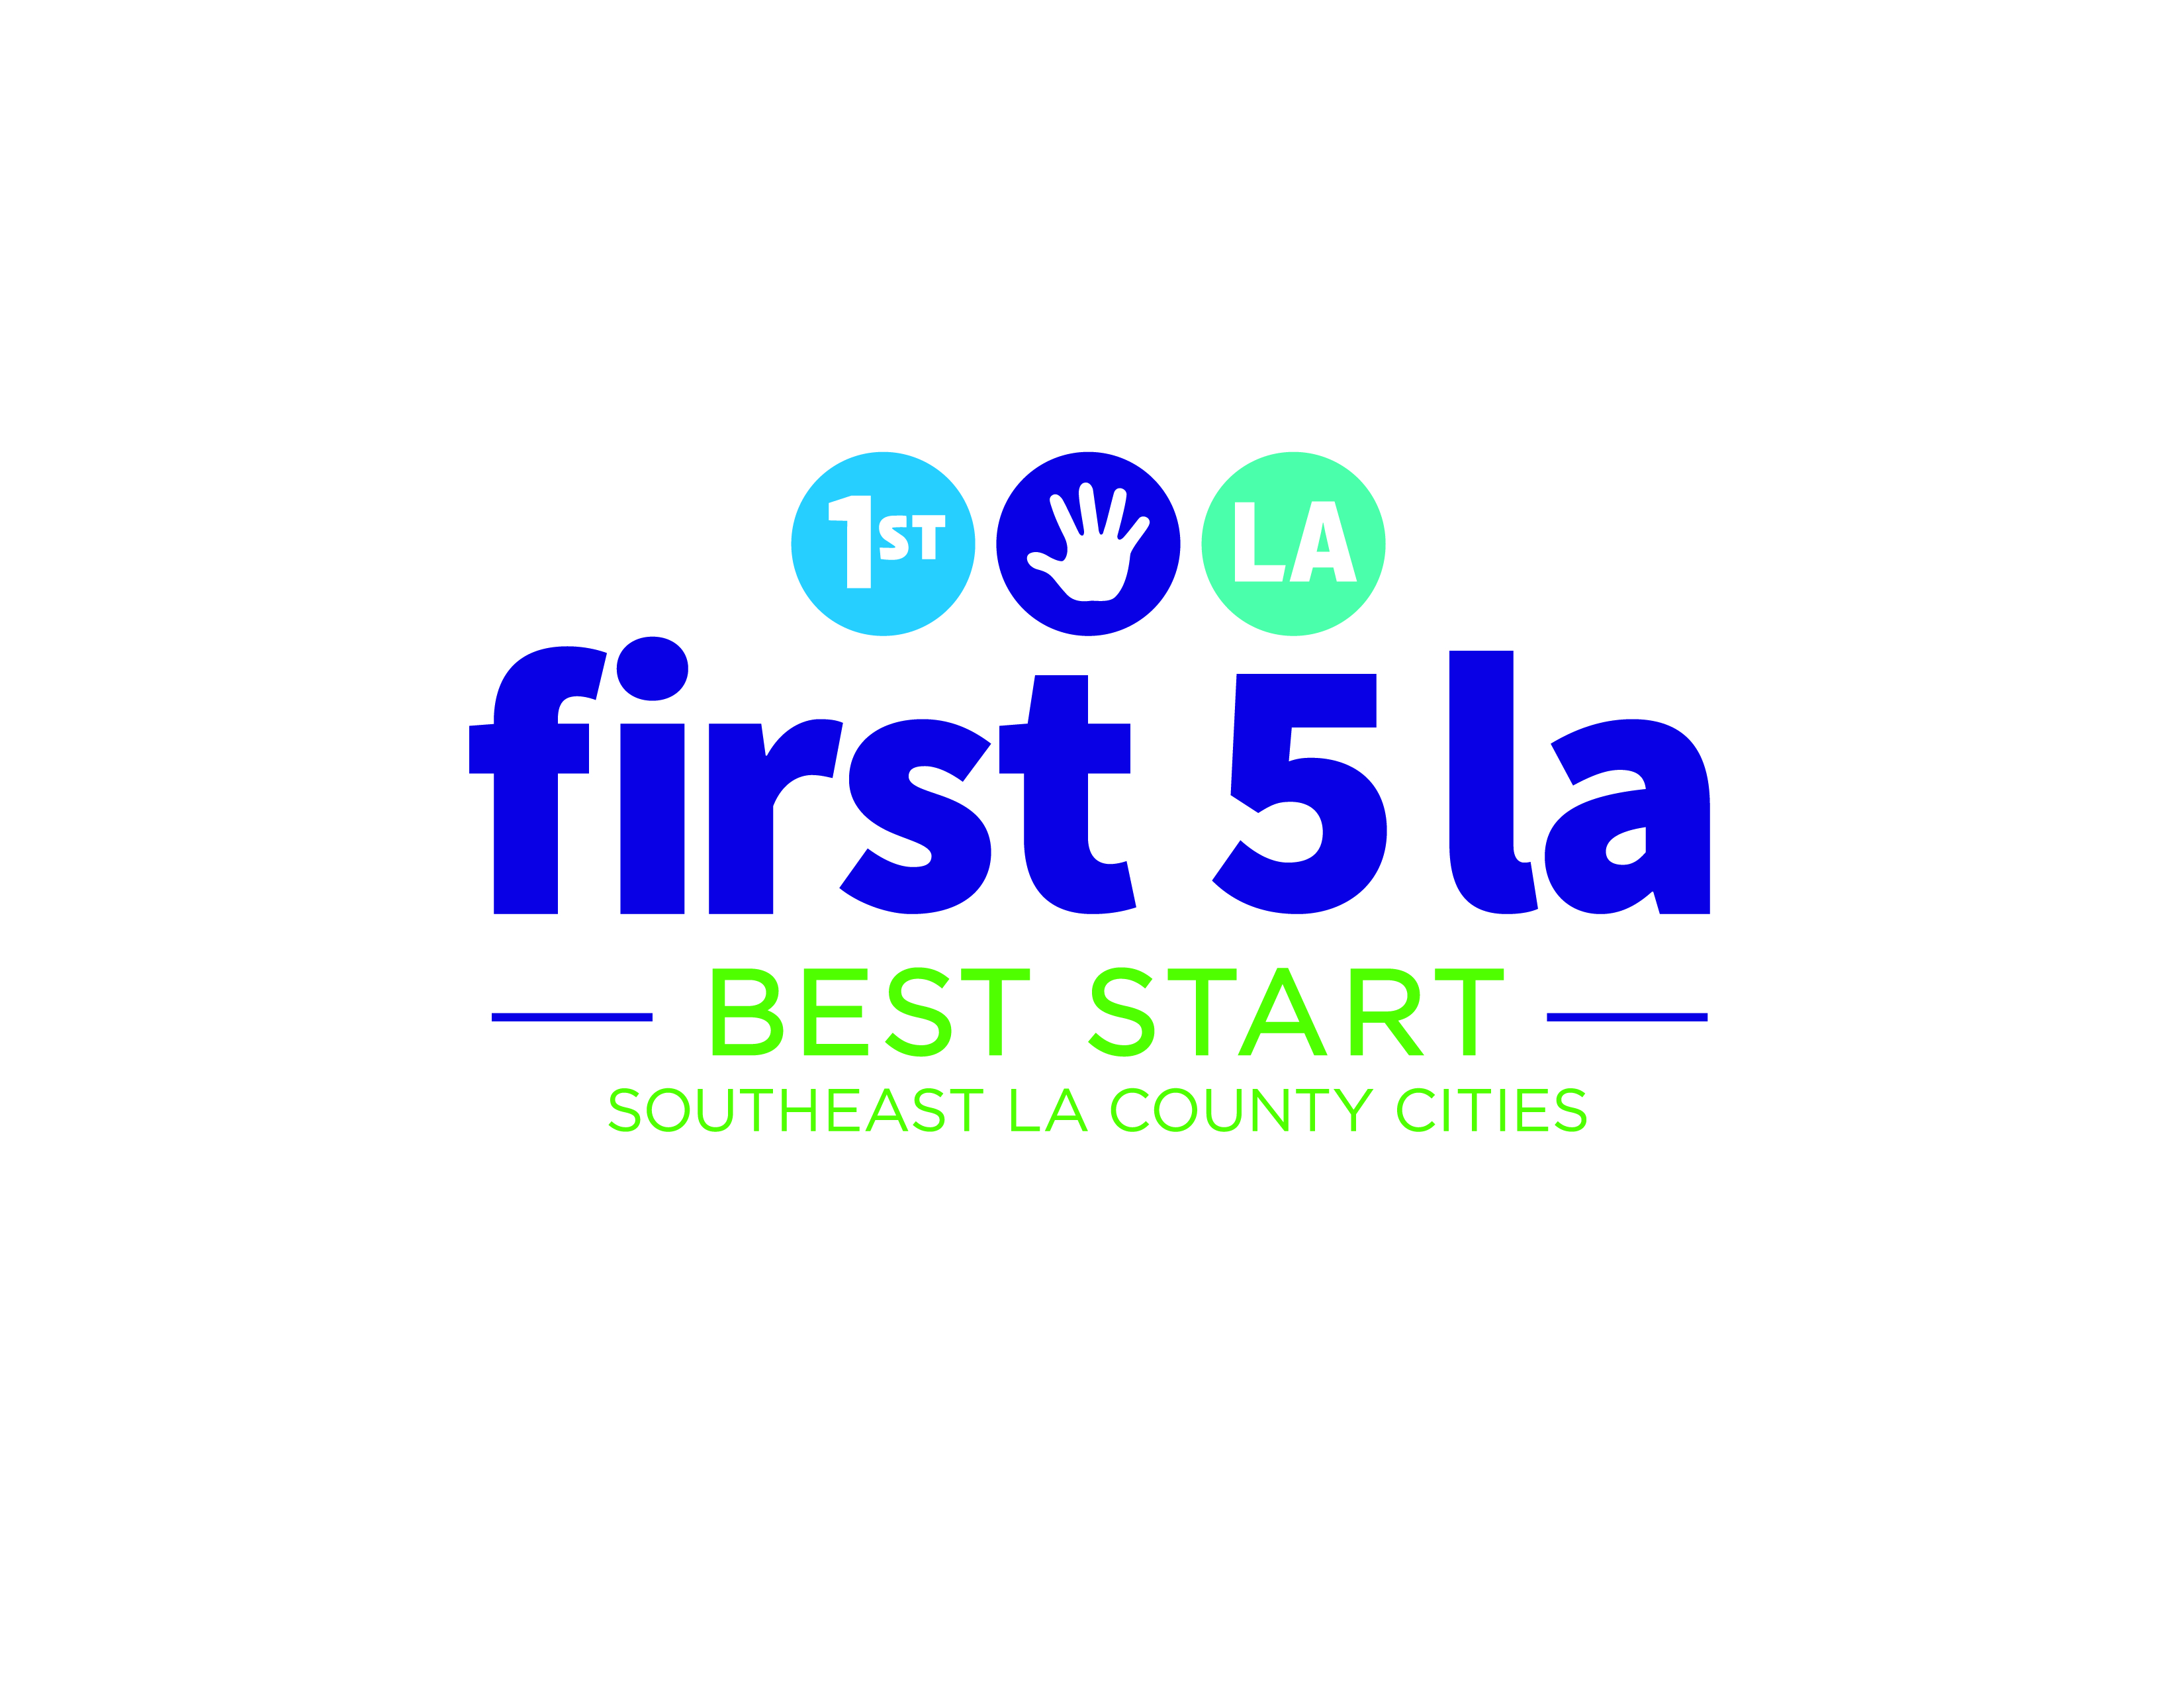 1ST LA
first 5 la
BEST START
SOUTHEAST LA COUNTY CITIES